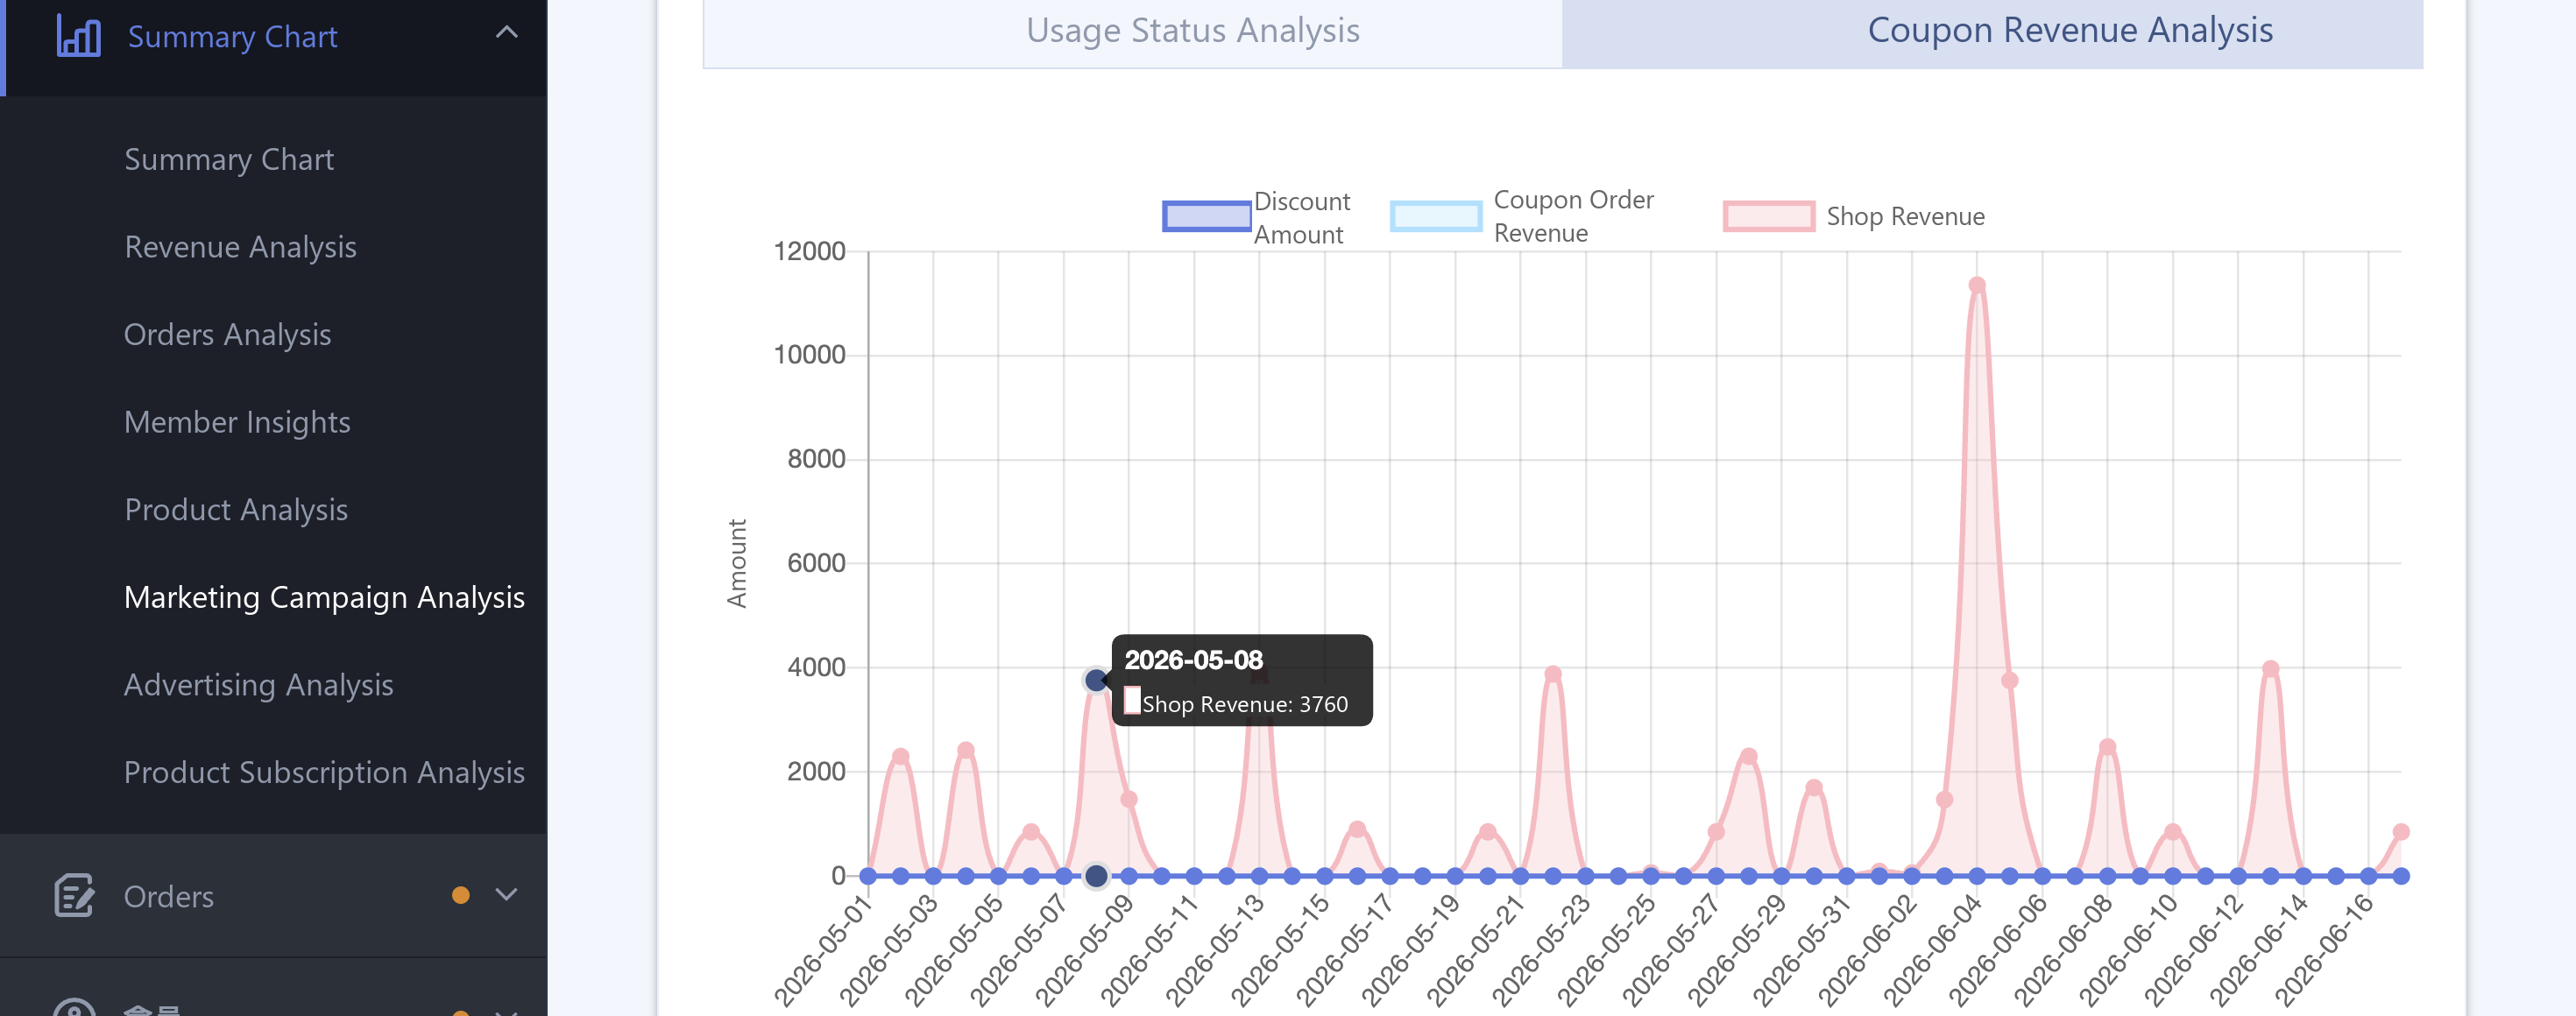 Summary Chart
Summary Chart
Revenue Analysis
Orders Analysis
Member Insights
Product Analysis
Marketing Campaign Analysis
Advertising Analysis
Product Subscription Analysis
Orders
會員
Usage Status Analysis
Coupon Revenue Analysis
Discount
Amount
Coupon Order
Revenue
Shop Revenue
Amount
12000
10000
8000
6000
4000
2000
0
2026-05-08
Shop Revenue: 3760
2026-05-01
2026-05-03
2026-05-05
2026-05-07
2026-05-09
2026-05-11
2026-05-13
2026-05-15
2026-05-17
2026-05-19
2026-05-21
2026-05-23
2026-05-25
2026-05-27
2026-05-29
2026-05-31
2026-06-02
2026-06-04
2026-06-06
2026-06-08
2026-06-10
2026-06-12
2026-06-14
2026-06-16